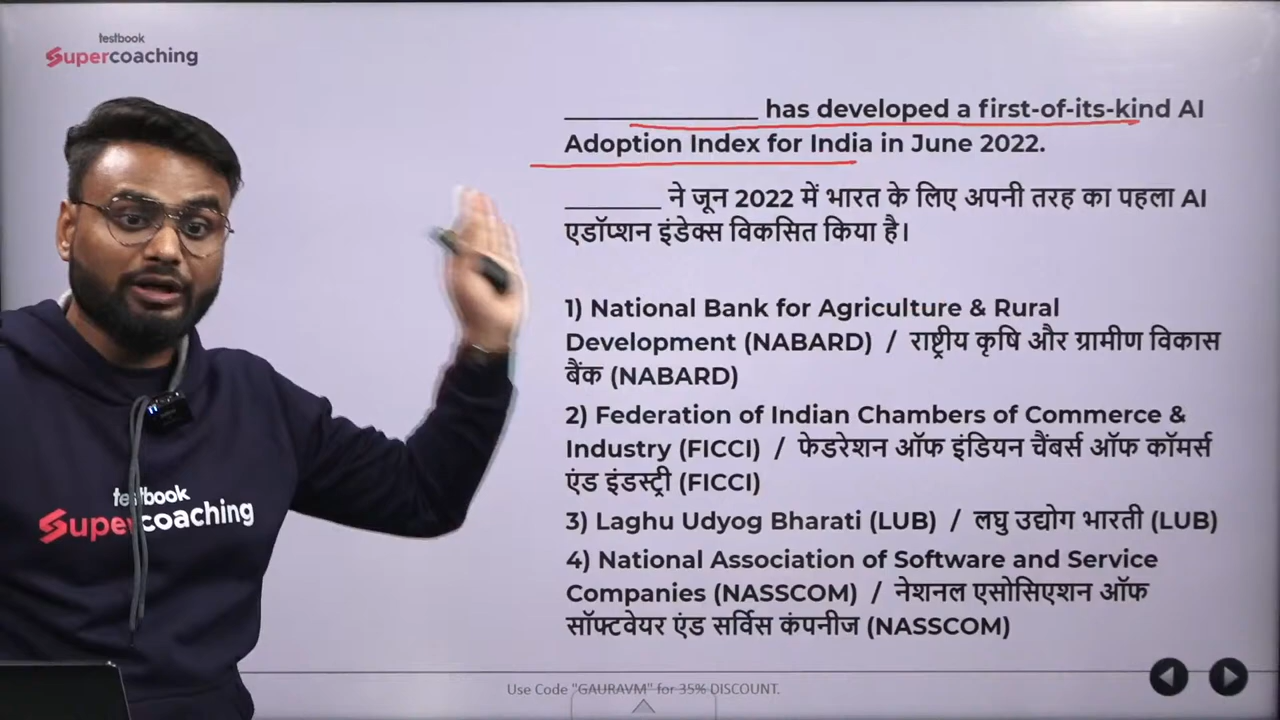 testbook
Supercoaching
____________ has developed a first-of-its-kind AI
Adoption Index for India in June 2022.
_______ ने जून 2022 में भारत के लिए अपनी तरह का पहला AI
एडॉप्शन इंडेक्स विकसित किया है।
1) National Bank for Agriculture & Rural
Development (NABARD) / राष्ट्रीय कृषि और ग्रामीण विकास
बैंक (NABARD)
2) Federation of Indian Chambers of Commerce &
Industry (FICCI) / फेडरेशन ऑफ इंडियन चैंबर्स ऑफ कॉमर्स
एंड इंडस्ट्री (FICCI)
3) Laghu Udyog Bharati (LUB) / लघु उद्योग भारती (LUB)
4) National Association of Software and Service
Companies (NASSCOM) / नेशनल एसोसिएशन ऑफ
सॉफ्टवेयर एंड सर्विस कंपनीज (NASSCOM)
testbook
Supercoaching
Use Code "GAURAVM" for 35% DISCOUNT.